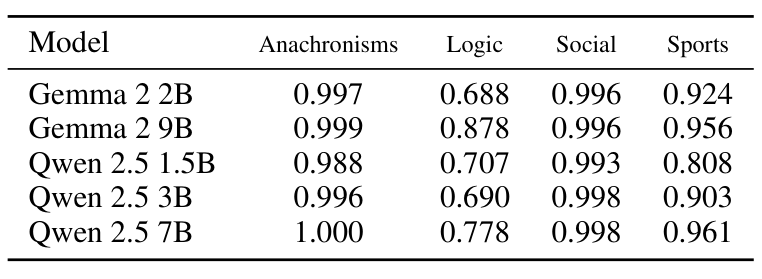 Model Anachronisms Logic Social Sports
Gemma 2 2B 0.997 0.688 0.996 0.924
Gemma 2 9B 0.999 0.878 0.996 0.956
Qwen 2.5 1.5B 0.988 0.707 0.993 0.808
Qwen 2.5 3B 0.996 0.690 0.998 0.903
Qwen 2.5 7B 1.000 0.778 0.998 0.961